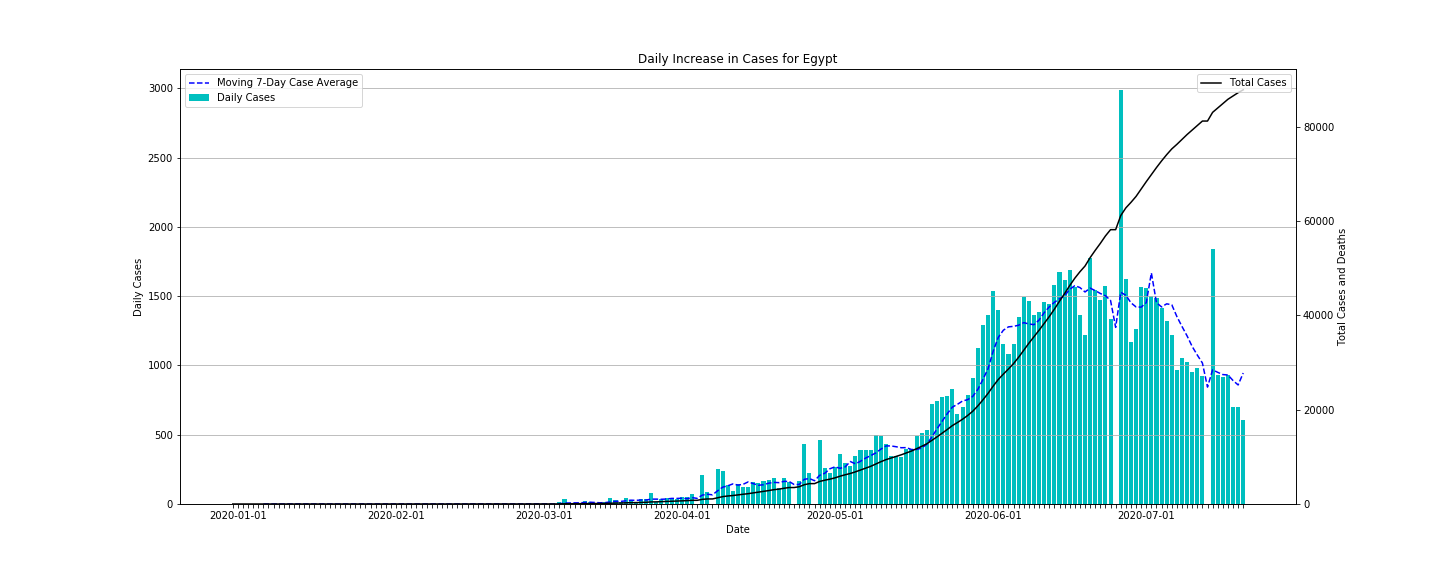 Daily Increase in Cases for Egypt
Moving 7-Day Case Average
Daily Cases
Total Cases
3000
2500
2000
1500
1000
500
0
Daily Cases
80000
60000
40000
20000
0
Total Cases and Deaths
2020-01-01
2020-02-01
2020-03-01
2020-04-01
2020-05-01
2020-06-01
2020-07-01
Date